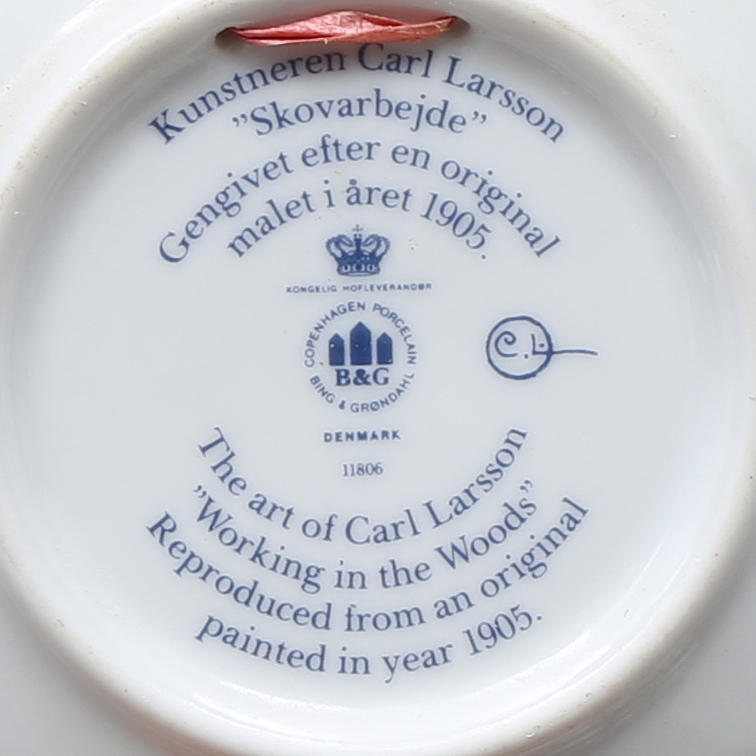 Kunstneren Carl Larsson
”Skovarbejde”
Gengivet efter en original
malet i året 1905.
KONGELIG HOFLEVERANDØR
COPENHAGEN PORCELAIN
B&G
BING & GRØNDAHL
C.L.
DENMARK
11806
The art of Carl Larsson
”Working in the Woods”
Reproduced from an original
painted in year 1905.